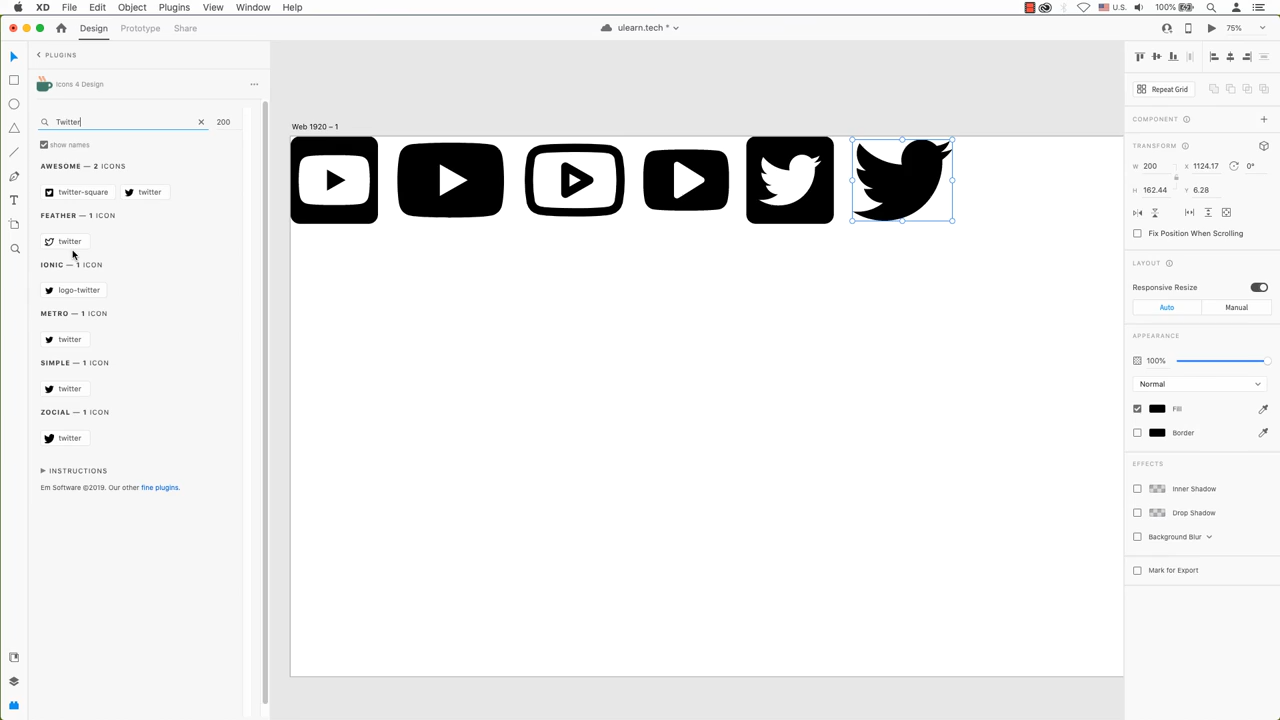 XD File Edit Object Plugins View Window Help U.S. 100%
Design Prototype Share ulearn.tech * 75%
PLUGINS
Icons 4 Design
Twitter 200
show names
AWESOME — 2 ICONS
twitter-square twitter
FEATHER — 1 ICON
twitter
IONIC — 1 ICON
logo-twitter
METRO — 1 ICON
twitter
SIMPLE — 1 ICON
twitter
ZOCIAL — 1 ICON
twitter
INSTRUCTIONS
Em Software ©2019. Our other fine plugins.
Web 1920 – 1
Repeat Grid
COMPONENT
TRANSFORM
W 200 X 1124.17 0°
H 162.44 Y 6.28
Fix Position When Scrolling
LAYOUT
Responsive Resize
Auto Manual
APPEARANCE
100%
Normal
Fill
Border
EFFECTS
Inner Shadow
Drop Shadow
Background Blur
Mark for Export